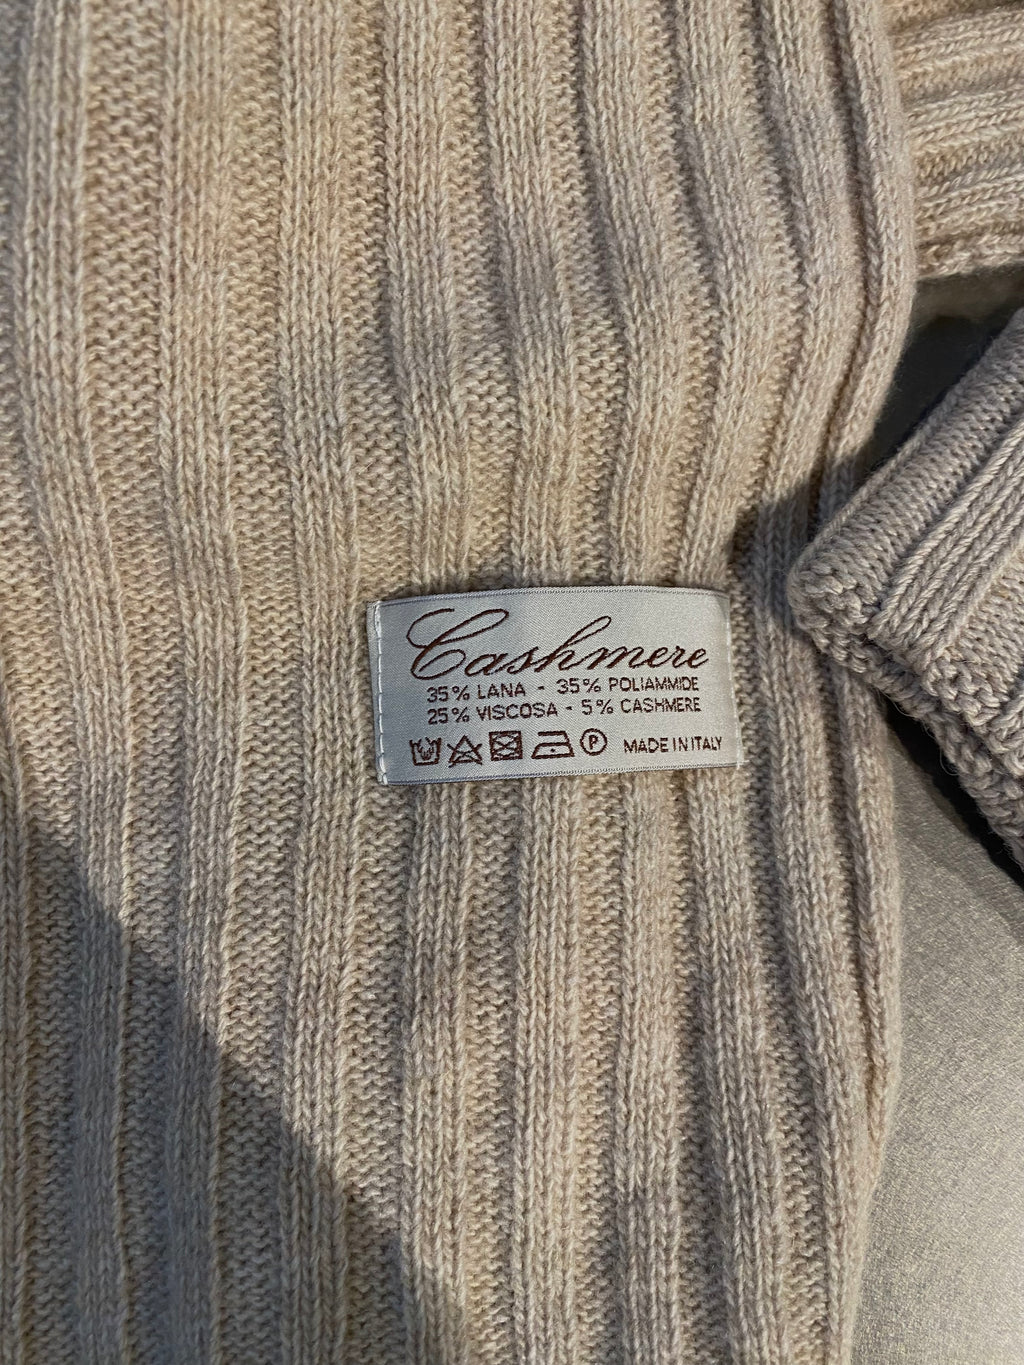 Cashmere
35% LANA - 35% POLIAMMIDE
25% VISCOSA - 5% CASHMERE
P MADE IN ITALY